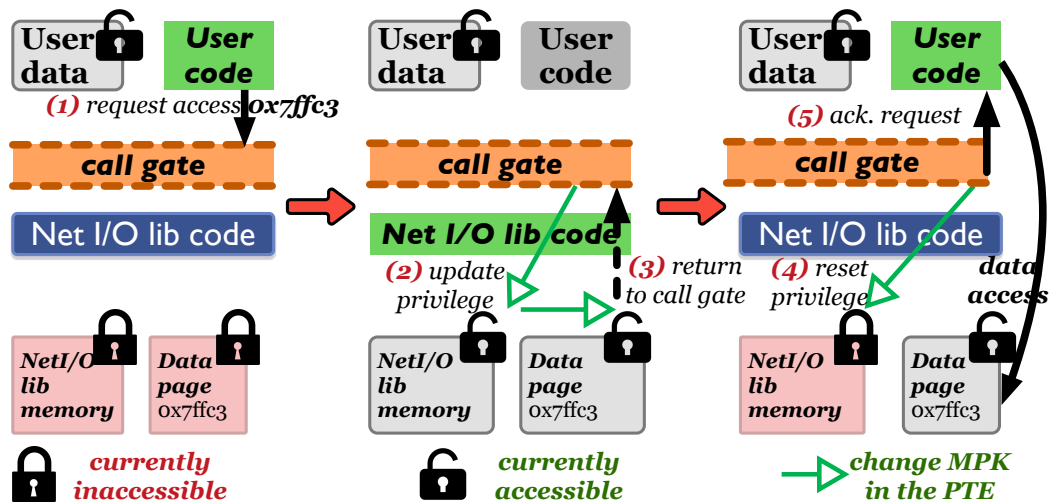 User
data
User
code
(1) request access 0x7ffc3
call gate
Net I/O lib code
NetI/O
lib
memory
Data
page
0x7ffc3
User
data
User
code
call gate
Net I/O lib code
(2) update
privilege
(3) return
to call gate
NetI/O
lib
memory
Data
page
0x7ffc3
User
data
User
code
(5) ack. request
call gate
Net I/O lib code
(4) reset
privilege
data
access
NetI/O
lib
memory
Data
page
0x7ffc3
currently
inaccessible
currently
accessible
change MPK
in the PTE